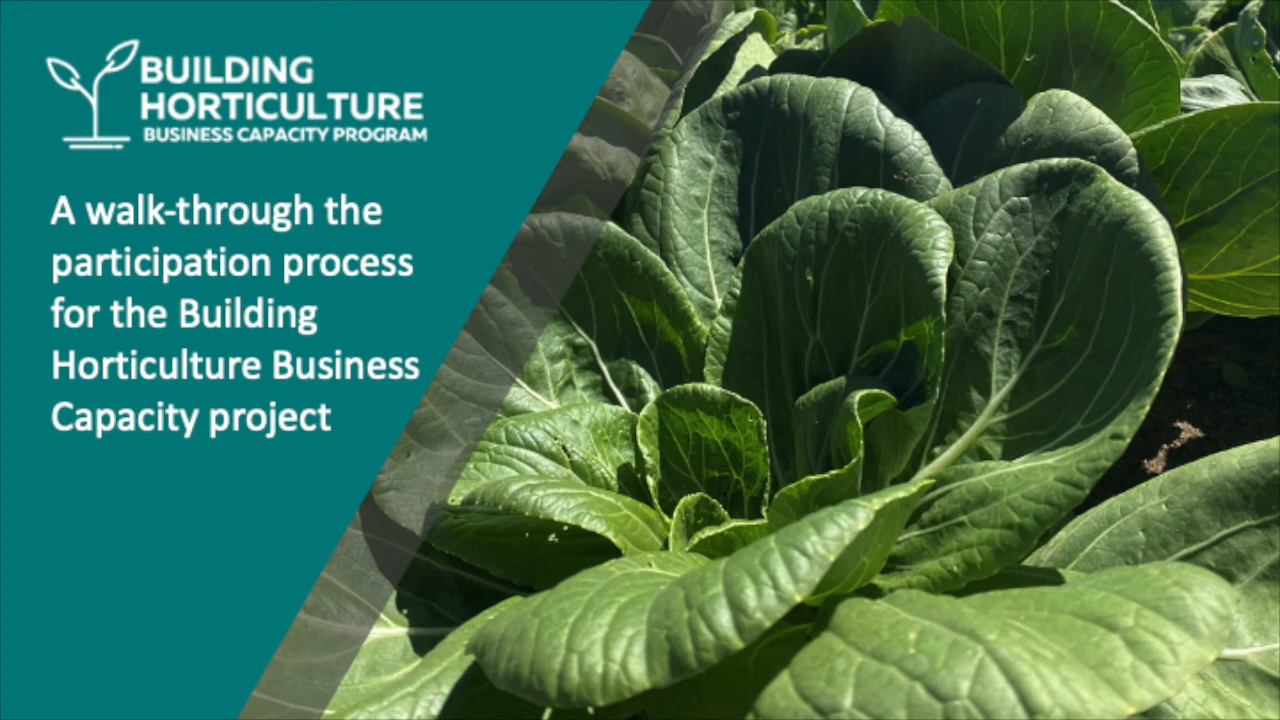 BUILDING
HORTICULTURE
BUSINESS CAPACITY PROGRAM
A walk-through the
participation process
for the Building
Horticulture Business
Capacity project